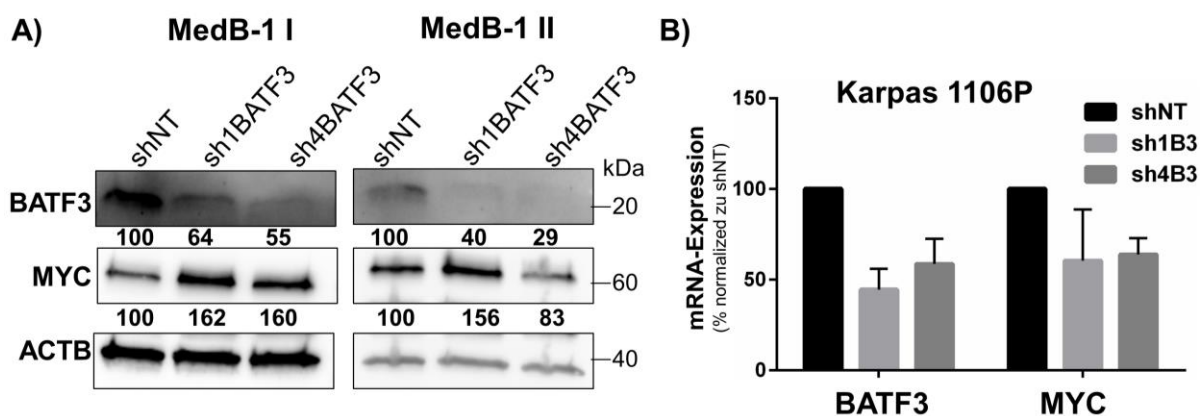 A)
MedB-1 I
MedB-1 II
shNT
sh1BATF3
sh4BATF3
shNT
sh1BATF3
sh4BATF3
kDa
BATF3
20
100 64 55 100 40 29
MYC
60
100 162 160 100 156 83
ACTB
40
B)
Karpas 1106P
shNT
sh1B3
sh4B3
mRNA-Expression
(% normalized zu shNT)
150
100
50
0
BATF3
MYC